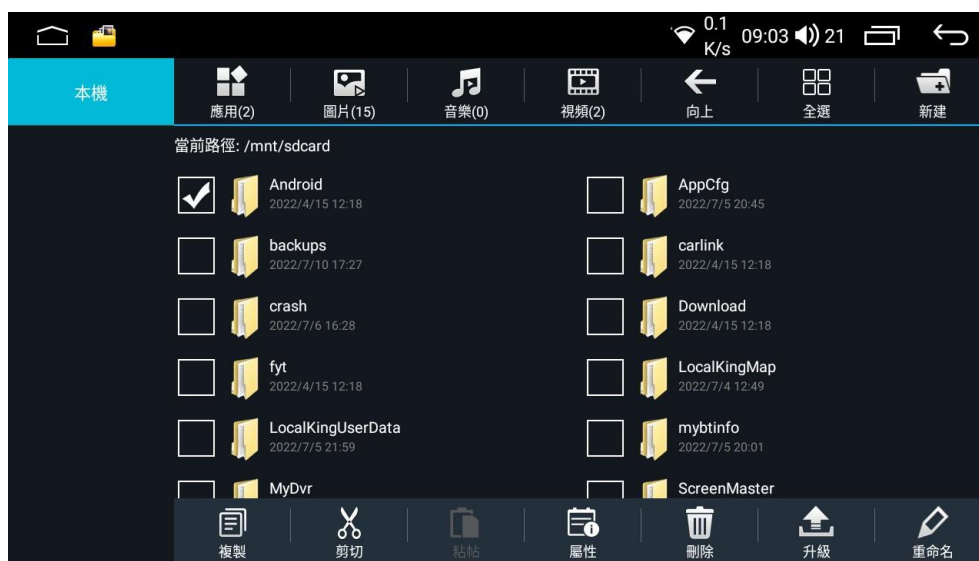 0.1
K/s
09:03
21
本機
應用(2)
圖片(15)
音樂(0)
視頻(2)
向上
全選
新建
當前路徑: /mnt/sdcard
Android
2022/4/15 12:18
AppCfg
2022/7/5 20:45
backups
2022/7/10 17:27
carlink
2022/4/15 12:18
crash
2022/7/6 16:28
Download
2022/4/15 12:18
fyt
2022/4/15 12:18
LocalKingMap
2022/7/4 12:49
LocalKingUserData
2022/7/5 21:59
mybtinfo
2022/7/5 20:01
MyDvr
ScreenMaster
複製
剪切
粘帖
屬性
刪除
升級
重命名